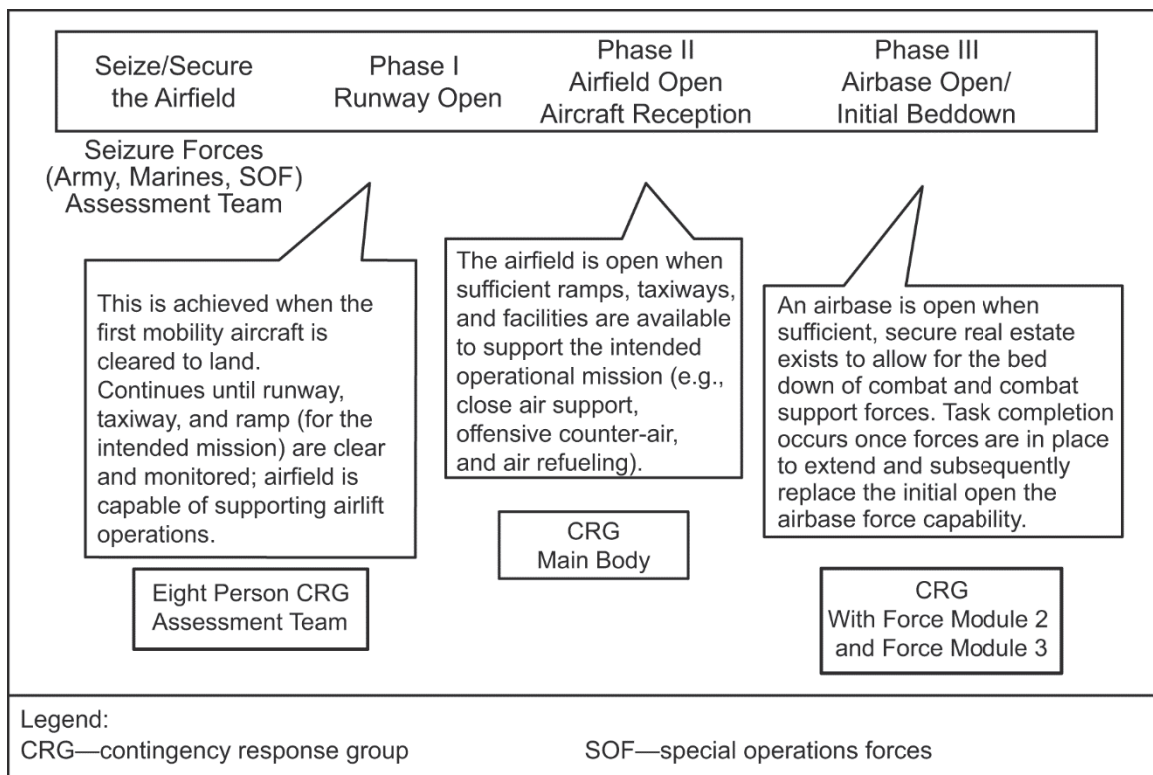 Seize/Secure
the Airfield
Phase I
Runway Open
Phase II
Airfield Open
Aircraft Reception
Phase III
Airbase Open/
Initial Beddown
Seizure Forces
(Army, Marines, SOF)
Assessment Team
This is achieved when the
first mobility aircraft is
cleared to land.
Continues until runway,
taxiway, and ramp (for the
intended mission) are clear
and monitored; airfield is
capable of supporting airlift
operations.
Eight Person CRG
Assessment Team
The airfield is open when
sufficient ramps, taxiways,
and facilities are available
to support the intended
operational mission (e.g.,
close air support,
offensive counter-air,
and air refueling).
CRG
Main Body
An airbase is open when
sufficient, secure real estate
exists to allow for the bed
down of combat and combat
support forces. Task completion
occurs once forces are in place
to extend and subsequently
replace the initial open the
airbase force capability.
CRG
With Force Module 2
and Force Module 3
Legend:
CRG—contingency response group
SOF—special operations forces